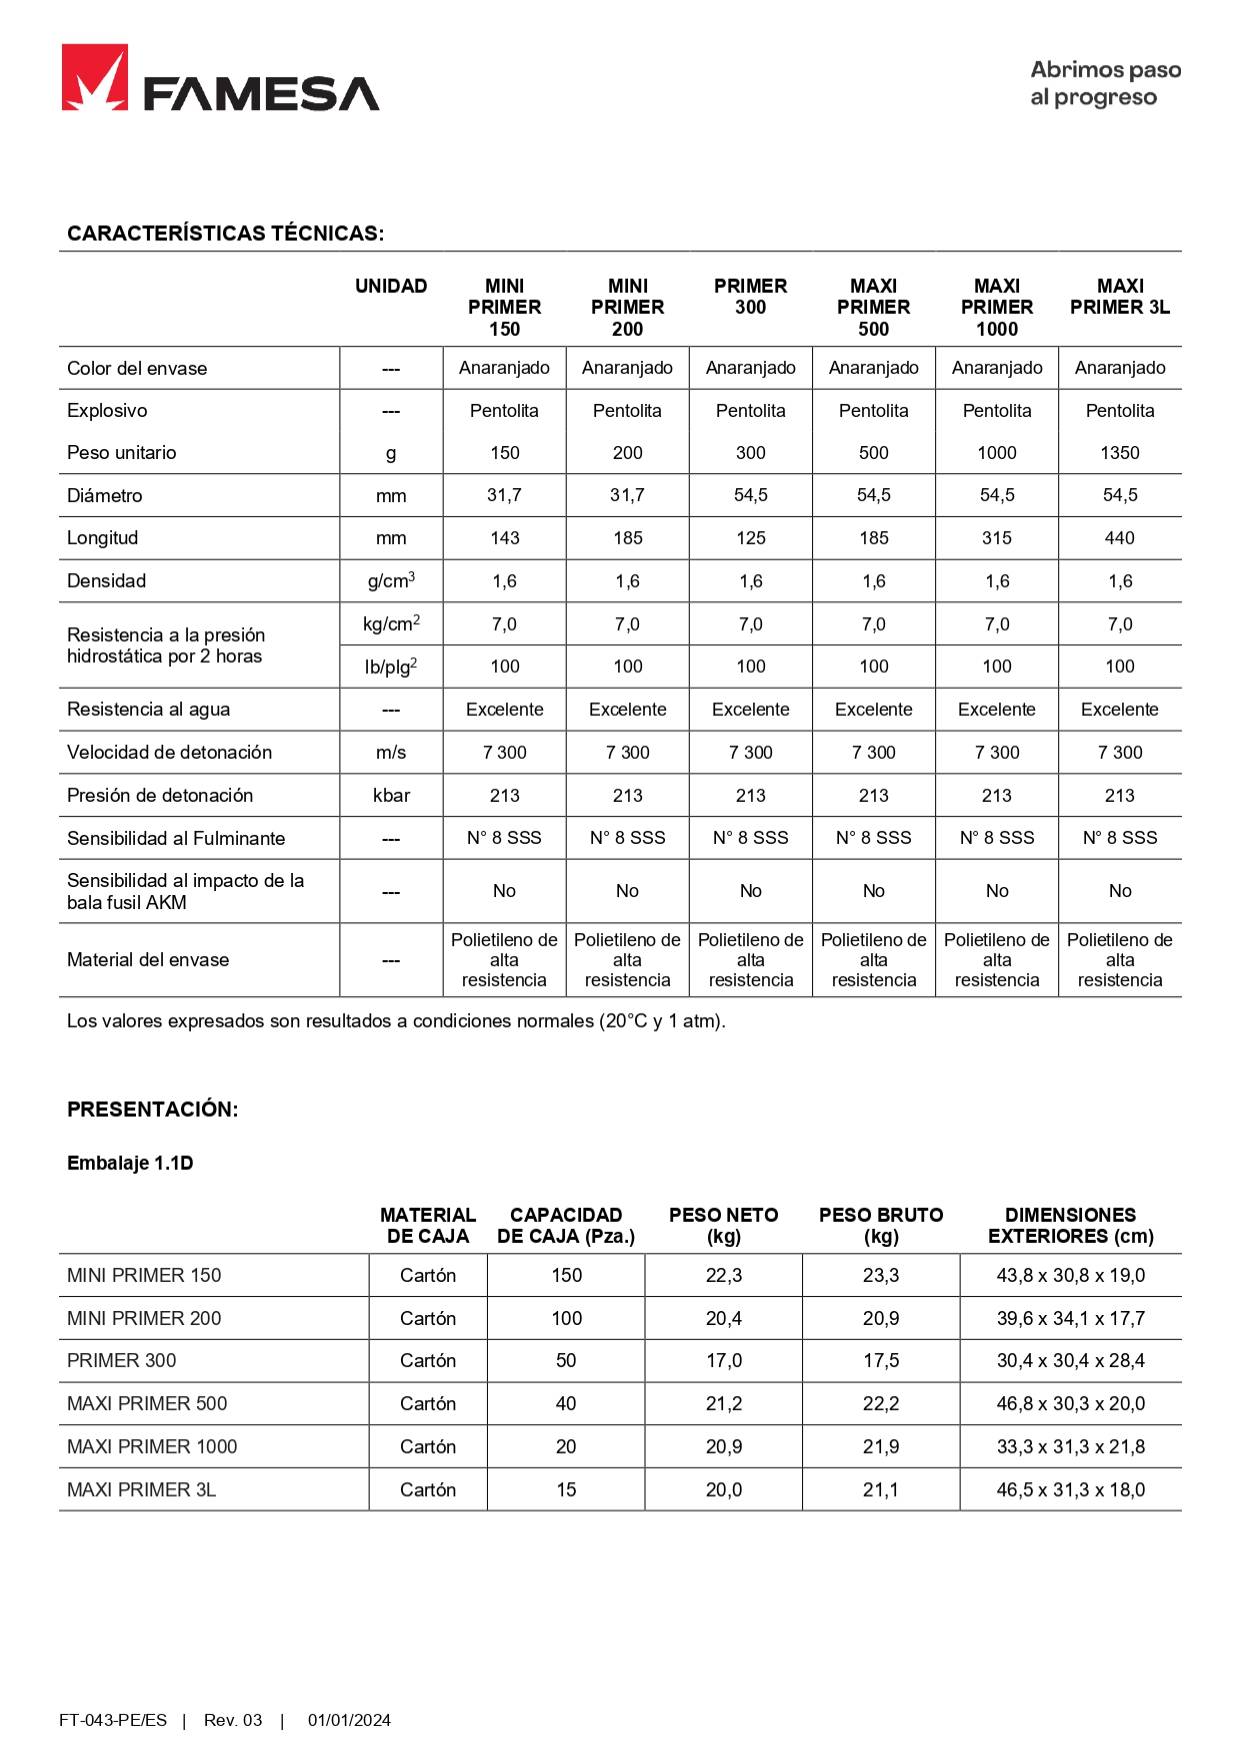 FAMESA
Abrimos paso
al progreso
CARACTERÍSTICAS TÉCNICAS:
UNIDAD MINI PRIMER 150 MINI PRIMER 200 PRIMER 300 MAXI PRIMER 500 MAXI PRIMER 1000 MAXI PRIMER 3L
Color del envase --- Anaranjado Anaranjado Anaranjado Anaranjado Anaranjado Anaranjado
Explosivo --- Pentolita Pentolita Pentolita Pentolita Pentolita Pentolita
Peso unitario g 150 200 300 500 1000 1350
Diámetro mm 31,7 31,7 54,5 54,5 54,5 54,5
Longitud mm 143 185 125 185 315 440
Densidad g/cm³ 1,6 1,6 1,6 1,6 1,6 1,6
Resistencia a la presión
hidrostática por 2 horas
kg/cm² 7,0 7,0 7,0 7,0 7,0 7,0
lb/plg² 100 100 100 100 100 100
Resistencia al agua --- Excelente Excelente Excelente Excelente Excelente Excelente
Velocidad de detonación m/s 7 300 7 300 7 300 7 300 7 300 7 300
Presión de detonación kbar 213 213 213 213 213 213
Sensibilidad al Fulminante --- N° 8 SSS N° 8 SSS N° 8 SSS N° 8 SSS N° 8 SSS N° 8 SSS
Sensibilidad al impacto de la
bala fusil AKM --- No No No No No No
Material del envase --- Polietileno de alta resistencia Polietileno de alta resistencia Polietileno de alta resistencia Polietileno de alta resistencia Polietileno de alta resistencia Polietileno de alta resistencia
Los valores expresados son resultados a condiciones normales (20°C y 1 atm).
PRESENTACIÓN:
Embalaje 1.1D
MATERIAL DE CAJA CAPACIDAD DE CAJA (Pza.) PESO NETO (kg) PESO BRUTO (kg) DIMENSIONES EXTERIORES (cm)
MINI PRIMER 150 Cartón 150 22,3 23,3 43,8 x 30,8 x 19,0
MINI PRIMER 200 Cartón 100 20,4 20,9 39,6 x 34,1 x 17,7
PRIMER 300 Cartón 50 17,0 17,5 30,4 x 30,4 x 28,4
MAXI PRIMER 500 Cartón 40 21,2 22,2 46,8 x 30,3 x 20,0
MAXI PRIMER 1000 Cartón 20 20,9 21,9 33,3 x 31,3 x 21,8
MAXI PRIMER 3L Cartón 15 20,0 21,1 46,5 x 31,3 x 18,0
FT-043-PE/ES | Rev. 03 | 01/01/2024